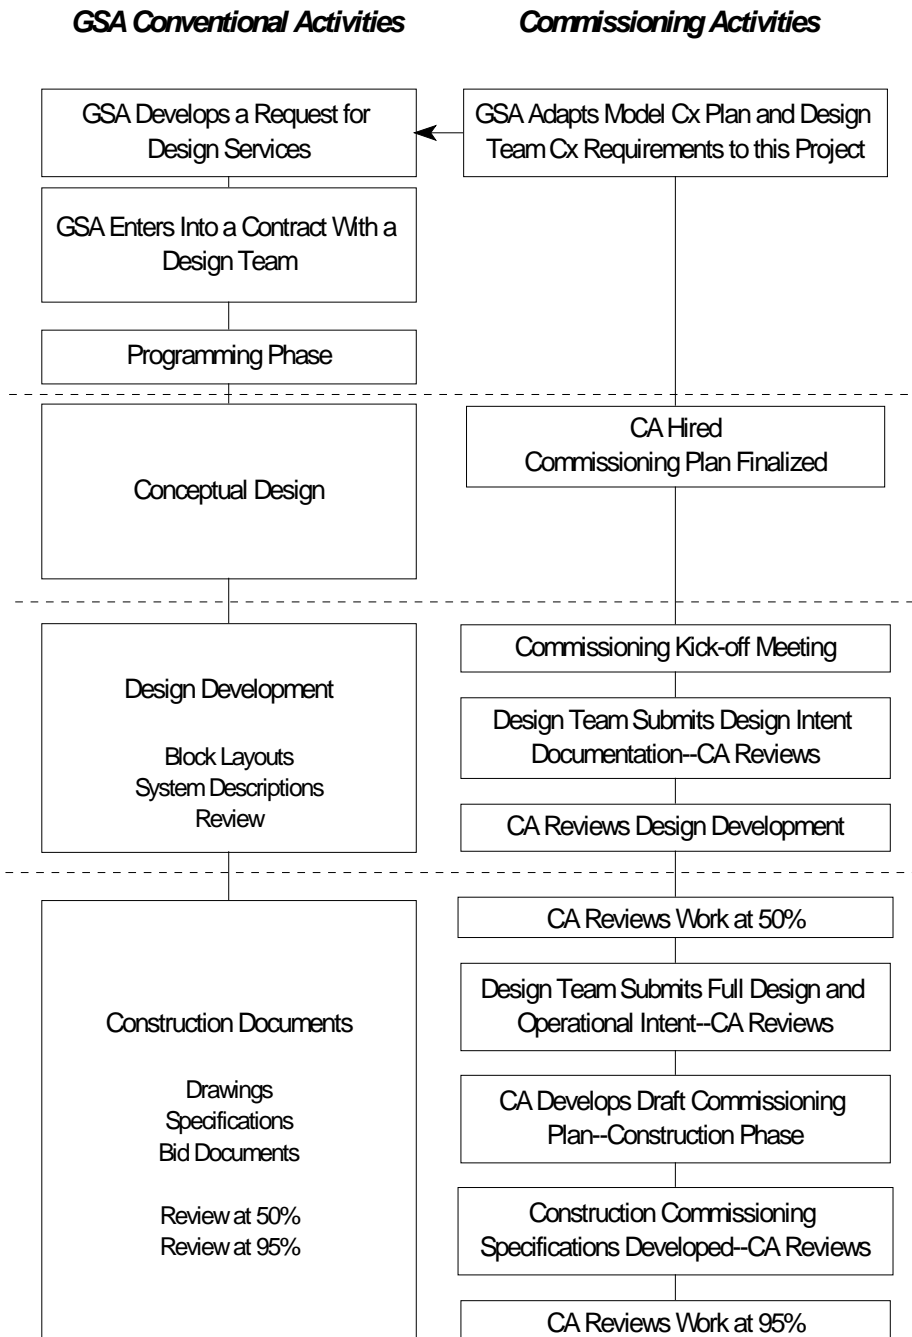 GSA Conventional Activities
Commissioning Activities
GSA Develops a Request for
Design Services
GSA Adapts Model Cx Plan and Design
Team Cx Requirements to this Project
GSA Enters Into a Contract With a
Design Team
Programming Phase
Conceptual Design
CA Hired
Commissioning Plan Finalized
Design Development
Block Layouts
System Descriptions
Review
Commissioning Kick-off Meeting
Design Team Submits Design Intent
Documentation--CA Reviews
CA Reviews Design Development
Construction Documents
Drawings
Specifications
Bid Documents
Review at 50%
Review at 95%
CA Reviews Work at 50%
Design Team Submits Full Design and
Operational Intent--CA Reviews
CA Develops Draft Commissioning
Plan--Construction Phase
Construction Commissioning
Specifications Developed--CA Reviews
CA Reviews Work at 95%